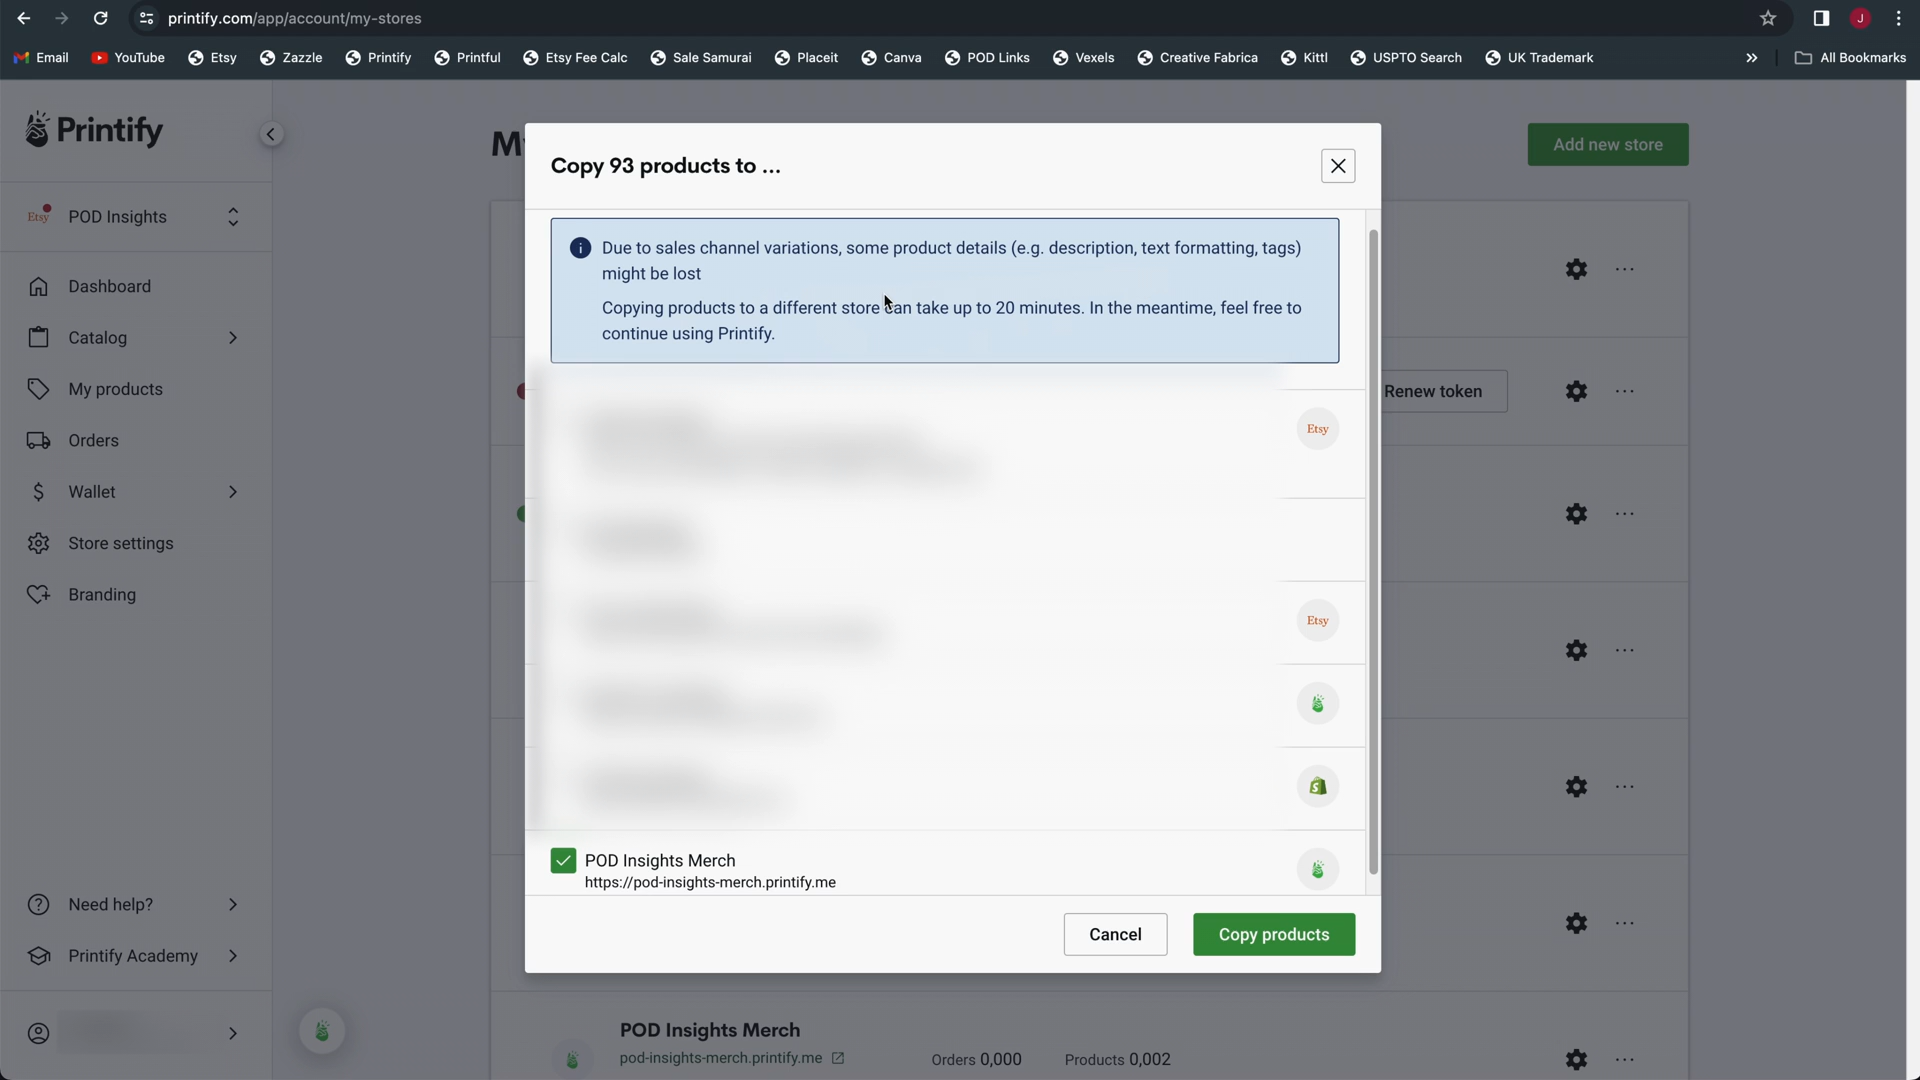 printify.com/app/account/my-stores
J
Email
YouTube
Etsy
Zazzle
Printify
Printful
Etsy Fee Calc
Sale Samurai
Placeit
Canva
POD Links
Vexels
Creative Fabrica
Kittl
USPTO Search
UK Trademark
All Bookmarks
Printify
Etsy
POD Insights
Dashboard
Catalog
My products
Orders
Wallet
Store settings
Branding
Need help?
Printify Academy
Add new store
Copy 93 products to ...
Due to sales channel variations, some product details (e.g. description, text formatting, tags)
might be lost
Copying products to a different store can take up to 20 minutes. In the meantime, feel free to
continue using Printify.
Renew token
Etsy
Etsy
POD Insights Merch
https://pod-insights-merch.printify.me
Cancel
Copy products
POD Insights Merch
pod-insights-merch.printify.me
Orders 0,000
Products 0,002